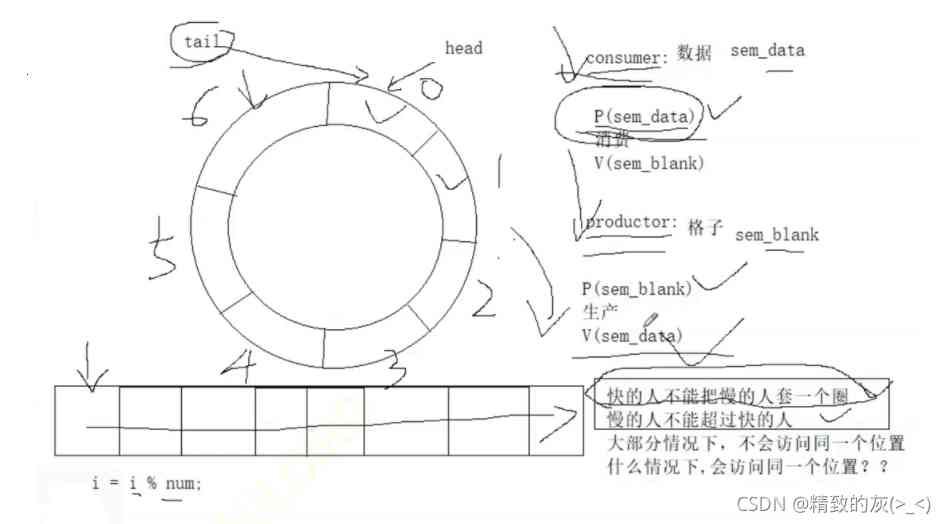 tail
head
consumer: 数据 sem_data
P(sem_data)
消费
V(sem_blank)
productor: 格子 sem_blank
P(sem_blank)
生产
V(sem_data)
0
1
2
3
4
5
6
快的人不能把慢的人套一个圈
慢的人不能超过快的人
大部分情况下，不会访问同一个位置
什么情况下，会访问同一个位置？？
i = i % num;
CSDN @精致的灰(>_<)